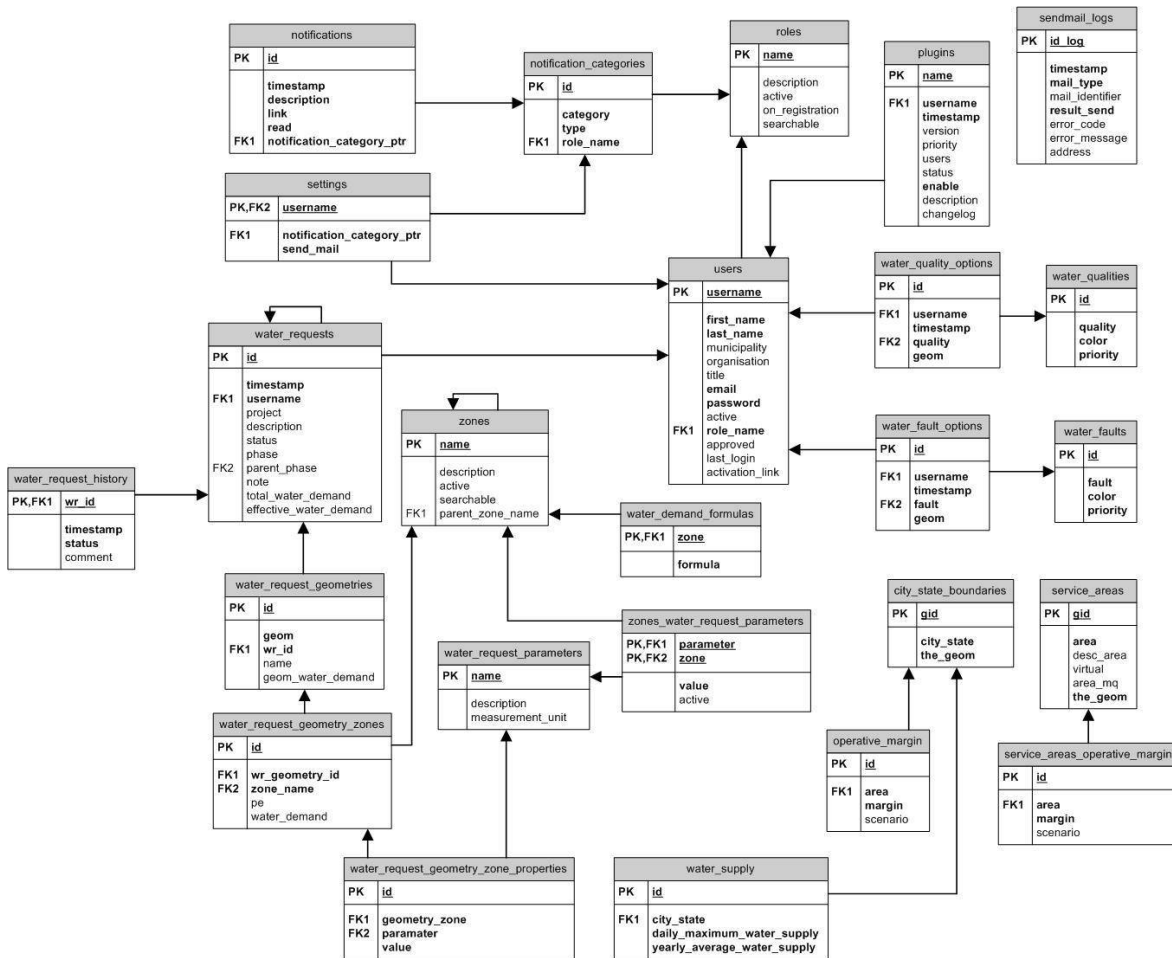 notifications
PK id
timestamp
description
link
read
FK1 notification_category_ptr
notification_categories
PK id
category
type
FK1 role_name
roles
PK name
description
active
on_registration
searchable
plugins
PK name
FK1 username
timestamp
version
priority
users
status
enable
description
changelog
sendmail_logs
PK id_log
timestamp
mail_type
mail_identifier
result_send
error_code
error_message
address
settings
PK,FK2 username
FK1 notification_category_ptr
send_mail
users
PK username
first_name
last_name
municipality
organisation
title
email
password
active
FK1 role_name
approved
last_login
activation_link
water_quality_options
PK id
FK1 username
timestamp
FK2 quality
geom
water_qualities
PK id
quality
color
priority
water_requests
PK id
timestamp
FK1 username
project
description
status
phase
FK2 parent_phase
note
total_water_demand
effective_water_demand
zones
PK name
description
active
searchable
FK1 parent_zone_name
water_fault_options
PK id
FK1 username
timestamp
FK2 fault
geom
water_faults
PK id
fault
color
priority
water_request_history
PK,FK1 wr_id
timestamp
status
comment
water_demand_formulas
PK,FK1 zone
formula
water_request_geometries
PK id
geom
FK1 wr_id
name
geom_water_demand
zones_water_request_parameters
PK,FK1 parameter
PK,FK2 zone
value
active
city_state_boundaries
PK gid
city_state
the_geom
service_areas
PK gid
area
desc_area
virtual
area_mq
the_geom
water_request_parameters
PK name
description
measurement_unit
water_request_geometry_zones
PK id
FK1 wr_geometry_id
FK2 zone_name
pe
water_demand
operative_margin
PK id
FK1 area
margin
scenario
service_areas_operative_margin
PK id
FK1 area
margin
scenario
water_request_geometry_zone_properties
PK id
FK1 geometry_zone
FK2 paramater
value
water_supply
PK id
FK1 city_state
daily_maximum_water_supply
yearly_average_water_supply